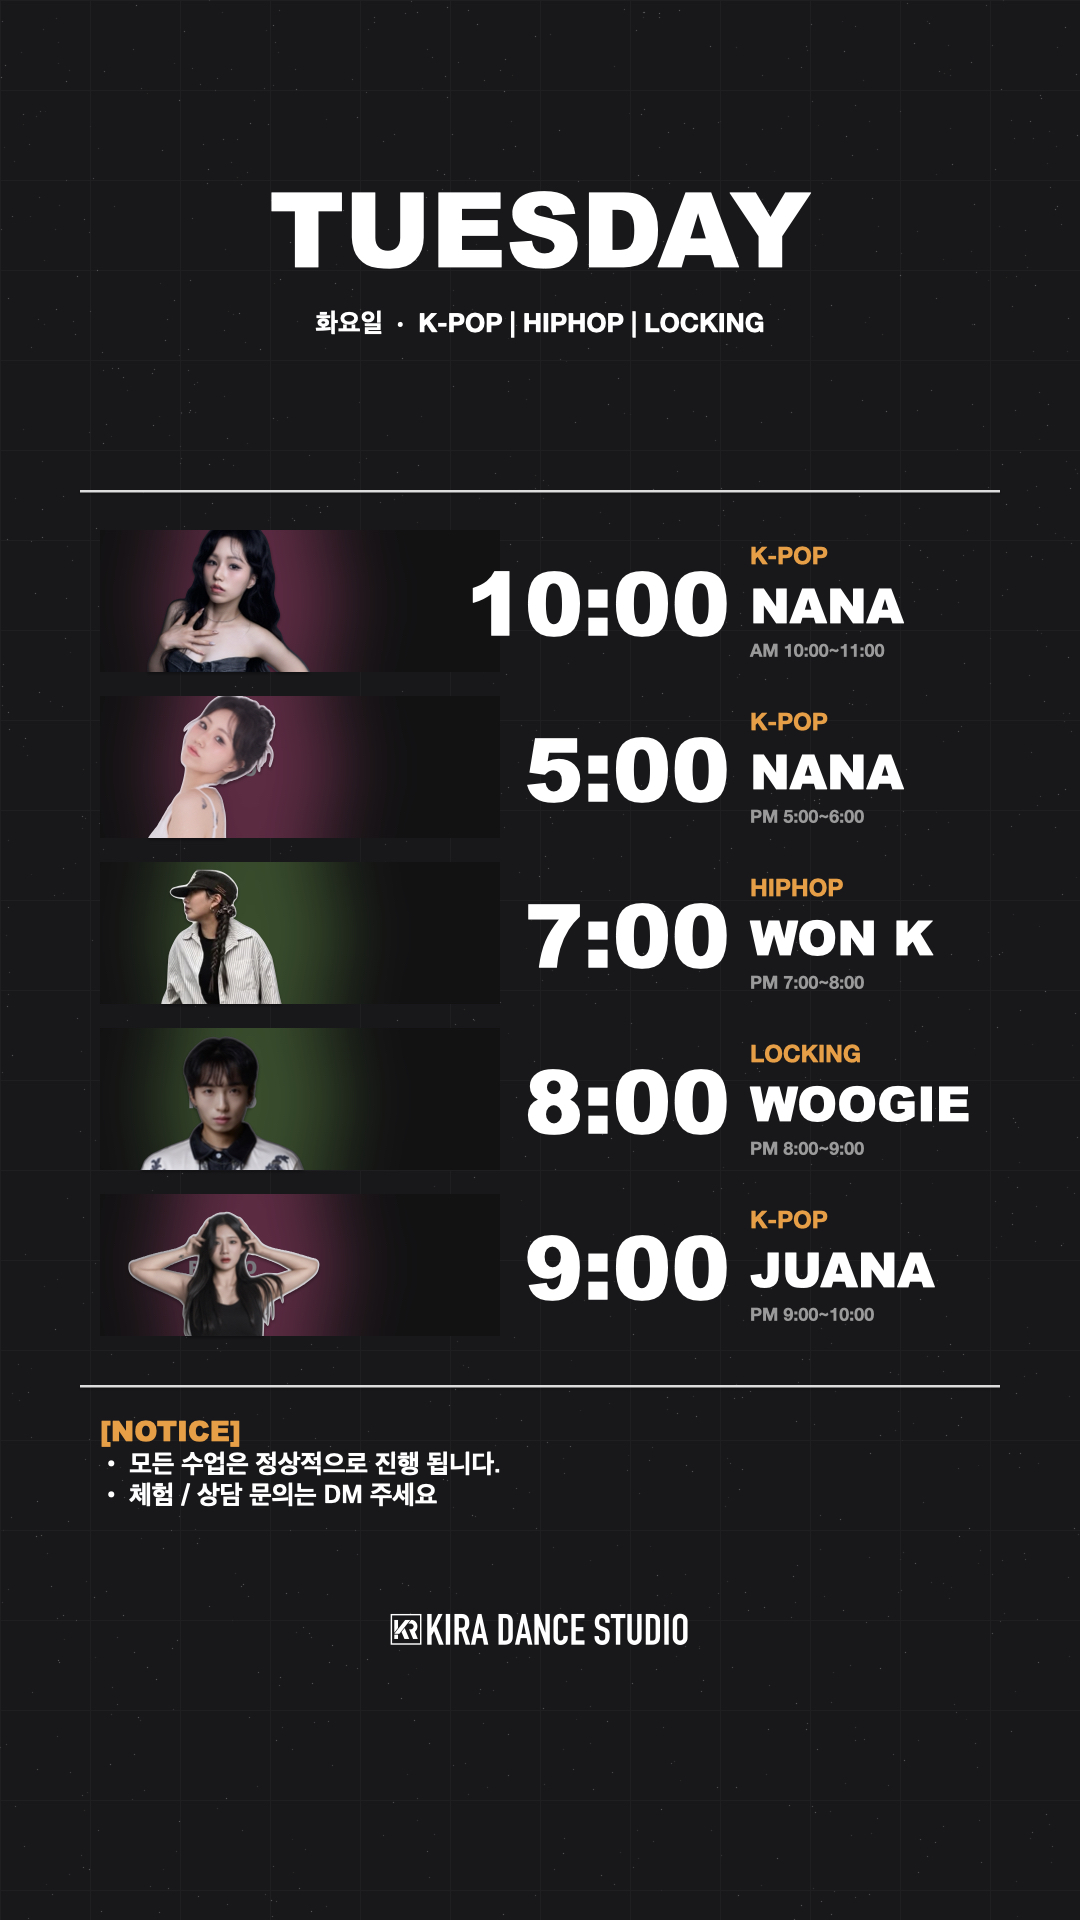 TUESDAY
화요일 · K-POP | HIPHOP | LOCKING
10:00
K-POP
NANA
AM 10:00~11:00
5:00
K-POP
NANA
PM 5:00~6:00
7:00
HIPHOP
WON K
PM 7:00~8:00
8:00
LOCKING
WOOGIE
PM 8:00~9:00
9:00
K-POP
JUANA
PM 9:00~10:00
[NOTICE]
• 모든 수업은 정상적으로 진행 됩니다.
• 체험 / 상담 문의는 DM 주세요
KR KIRA DANCE STUDIO